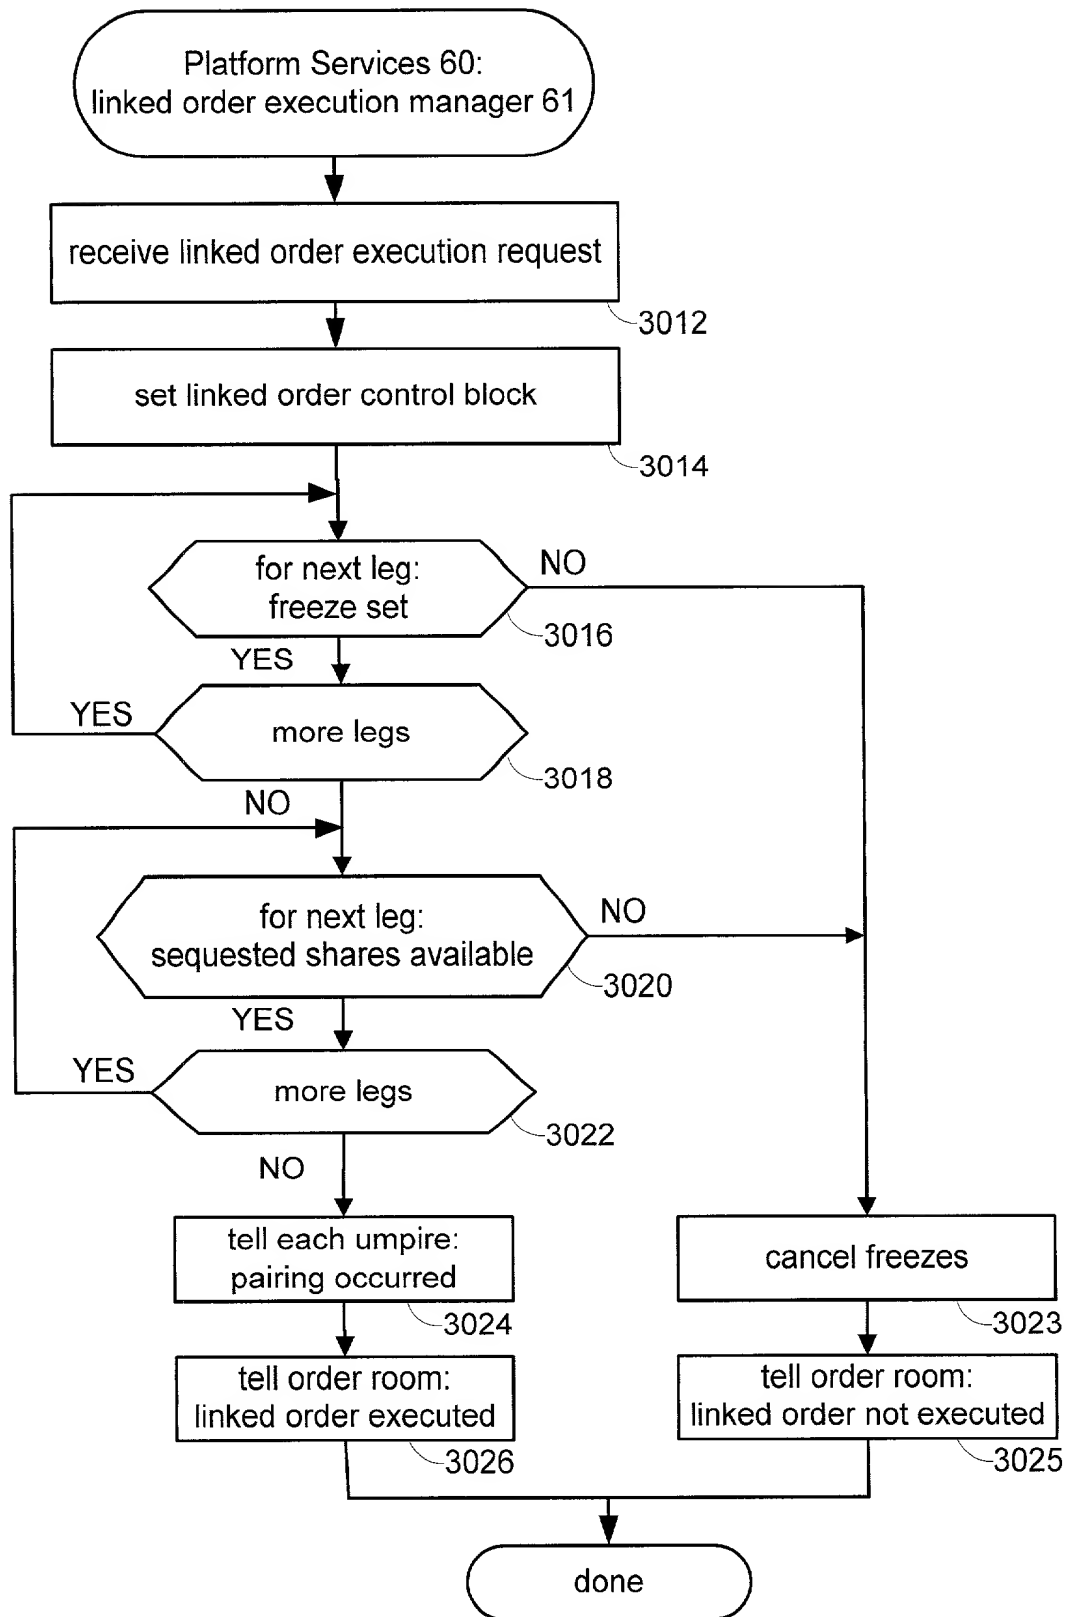 Platform Services 60:
linked order execution manager 61
receive linked order execution request
3012
set linked order control block
3014
for next leg:
freeze set
NO
3016
YES
more legs
YES
3018
NO
for next leg:
sequested shares available
NO
3020
YES
more legs
YES
3022
NO
tell each umpire:
pairing occurred
3024
cancel freezes
3023
tell order room:
linked order executed
3026
tell order room:
linked order not executed
3025
done